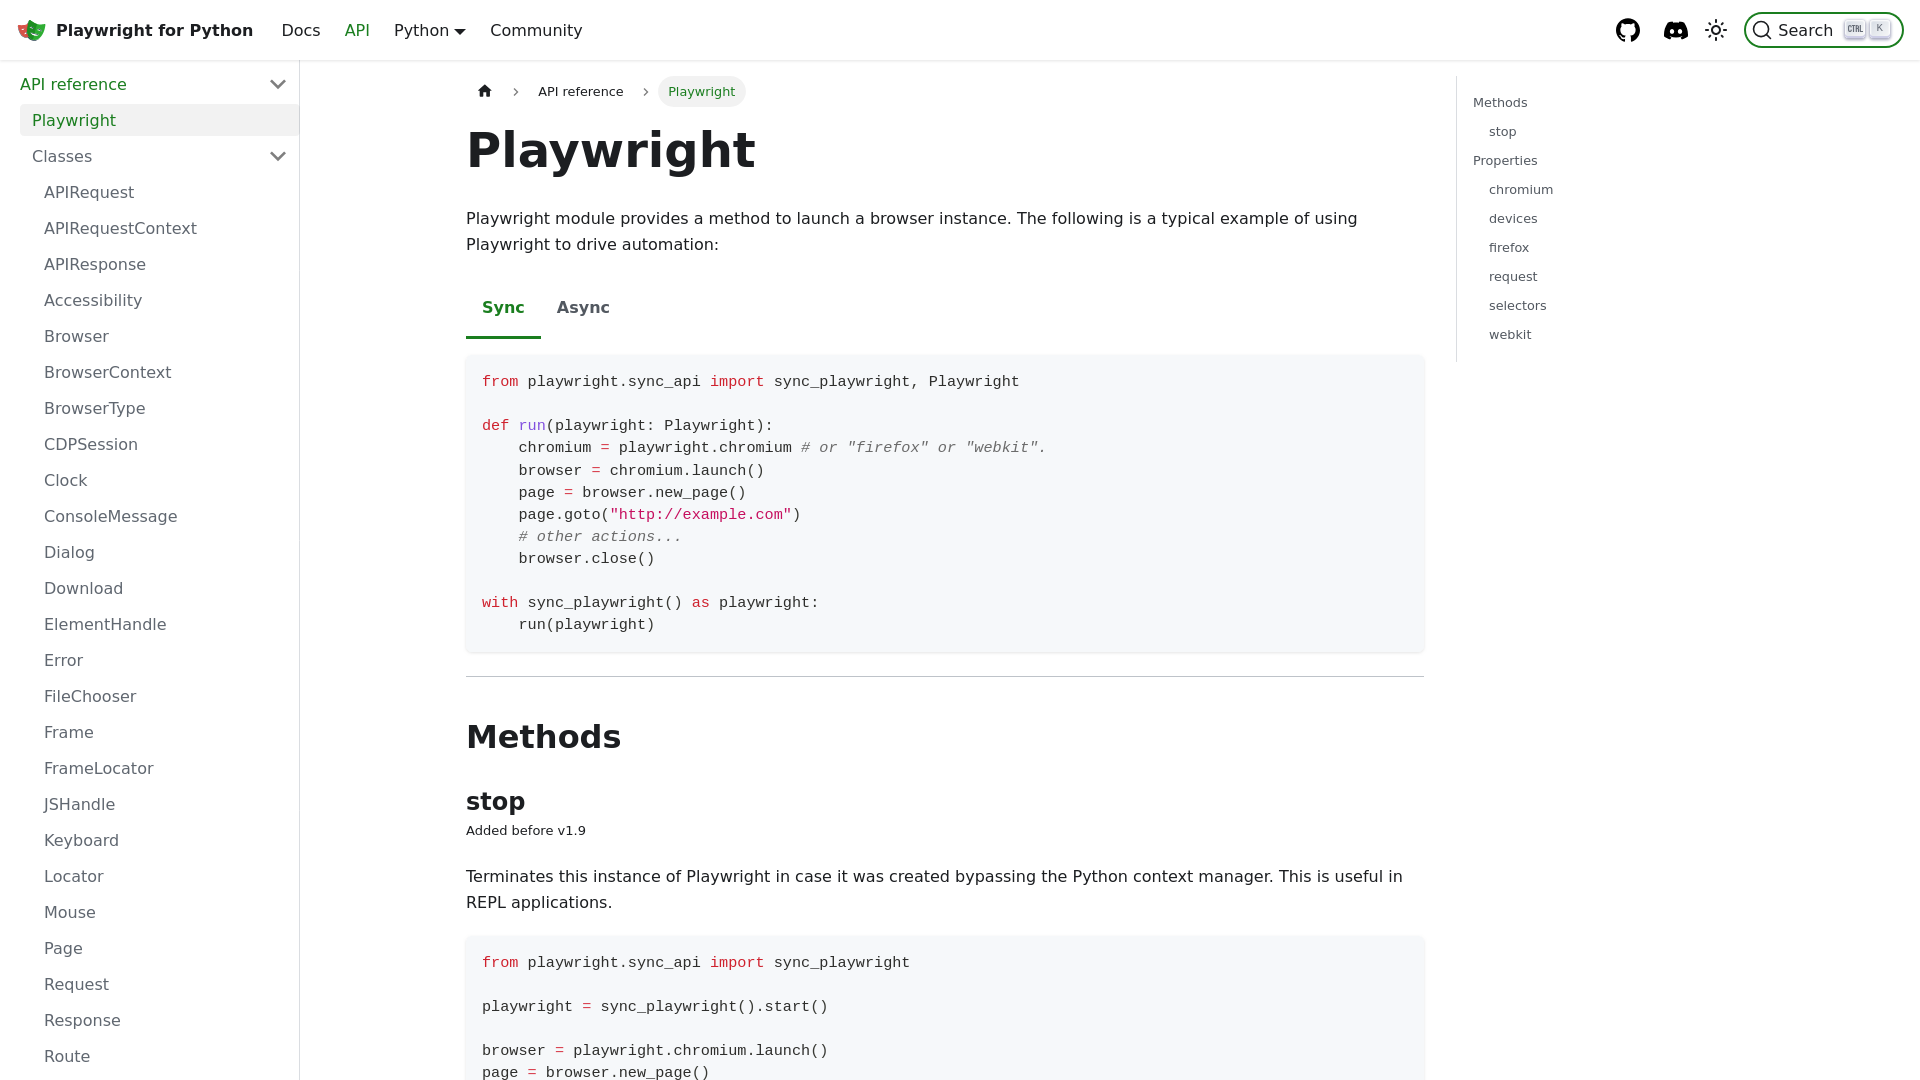 Playwright for Python
Docs
API
Python
Community
Search
CTRL
K
API reference
Playwright
Classes
APIRequest
APIRequestContext
APIResponse
Accessibility
Browser
BrowserContext
BrowserType
CDPSession
Clock
ConsoleMessage
Dialog
Download
ElementHandle
Error
FileChooser
Frame
FrameLocator
JSHandle
Keyboard
Locator
Mouse
Page
Request
Response
Route
API reference
Playwright
Playwright
Playwright module provides a method to launch a browser instance. The following is a typical example of using
Playwright to drive automation:
Sync
Async
from playwright.sync_api import sync_playwright, Playwright
def run(playwright: Playwright):
    chromium = playwright.chromium # or "firefox" or "webkit".
    browser = chromium.launch()
    page = browser.new_page()
    page.goto("http://example.com")
    # other actions...
    browser.close()
with sync_playwright() as playwright:
    run(playwright)
Methods
stop
Added before v1.9
Terminates this instance of Playwright in case it was created bypassing the Python context manager. This is useful in
REPL applications.
from playwright.sync_api import sync_playwright
playwright = sync_playwright().start()
browser = playwright.chromium.launch()
page = browser.new_page()
Methods
stop
Properties
chromium
devices
firefox
request
selectors
webkit